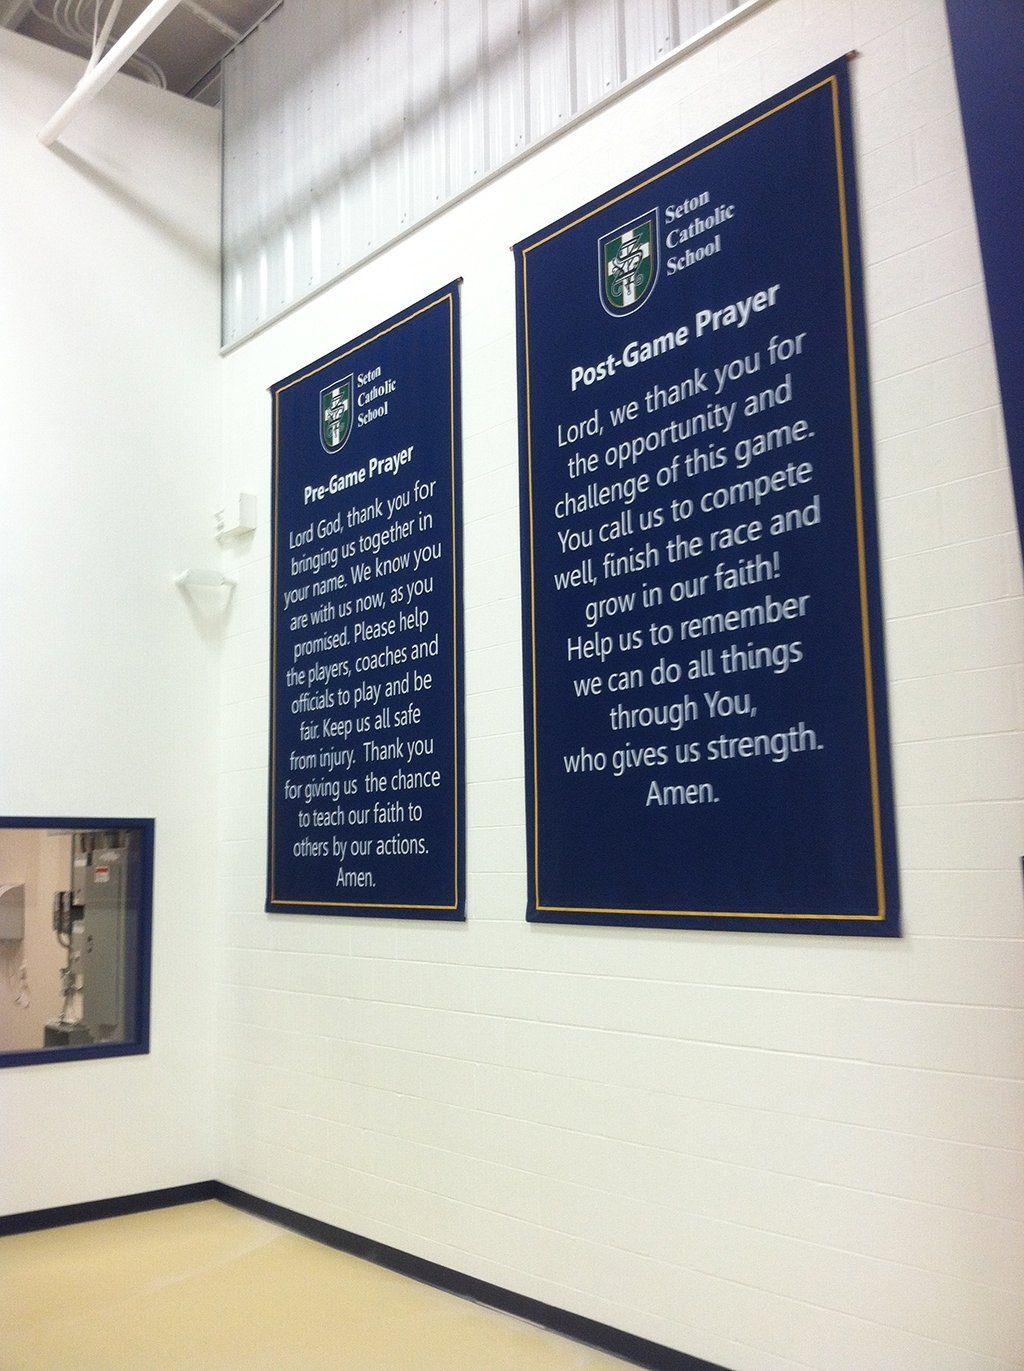 Seton
Catholic
School
Pre-Game Prayer
Lord God, thank you for
bringing us together in
your name. We know you
are with us now, as you
promised. Please help
the players, coaches and
officials to play and be
fair. Keep us all safe
from injury. Thank you
for giving us the chance
to teach our faith to
others by our actions.
Amen.
Seton
Catholic
School
Post-Game Prayer
Lord, we thank you for
the opportunity and
challenge of this game.
You call us to compete
well, finish the race and
grow in our faith!
Help us to remember
we can do all things
through You,
who gives us strength.
Amen.